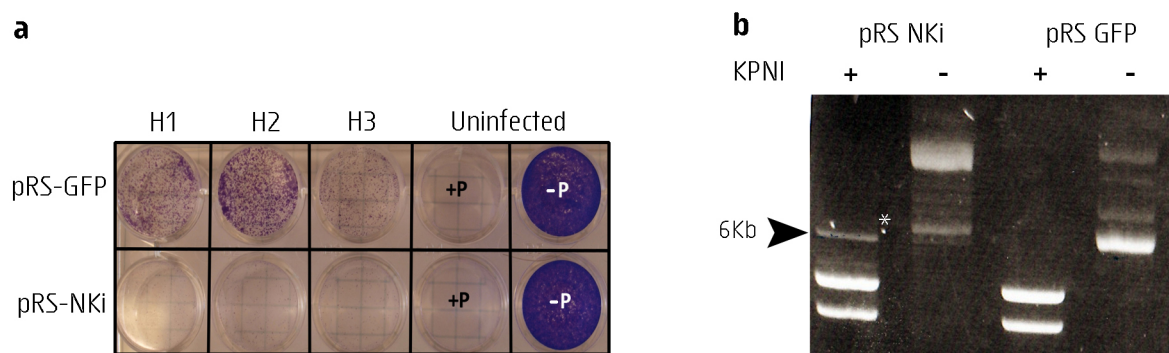 a
H1 H2 H3 Uninfected
pRS-GFP +P -P
pRS-NKi +P -P
b
pRS NKi pRS GFP
KPNI + - + -
6Kb *